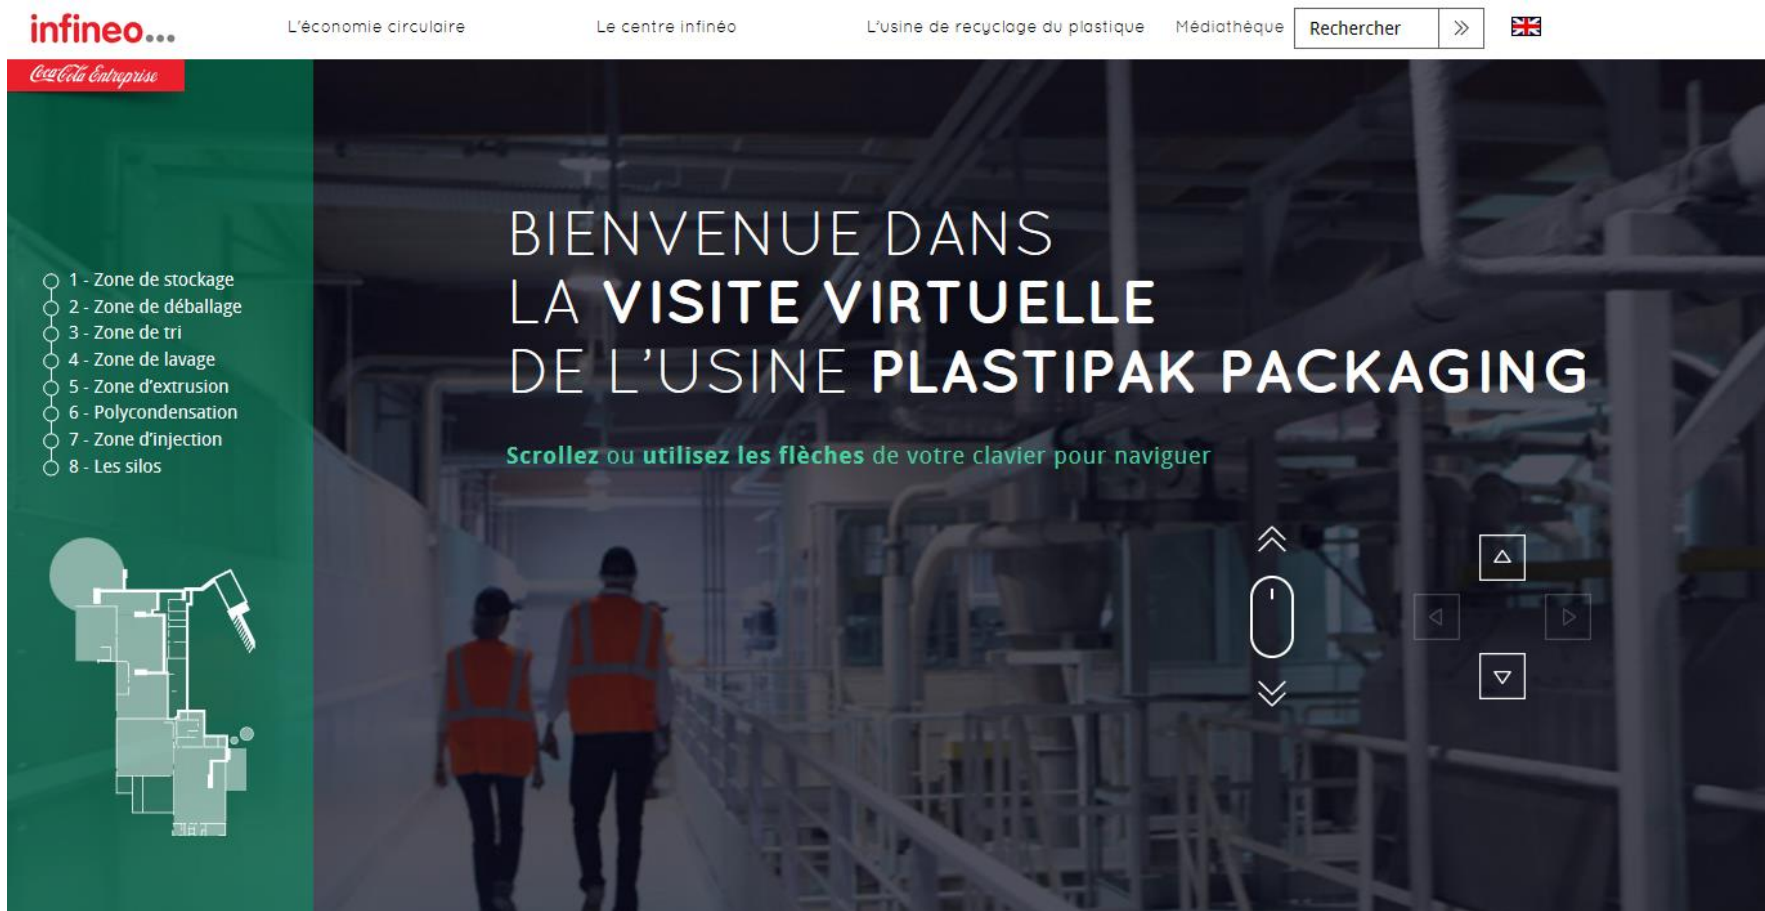 infineo...
L'économie circulaire
Le centre infinéo
L'usine de recyclage du plastique
Médiathèque
Rechercher
Coca-Cola Entreprise
1 - Zone de stockage
2 - Zone de déballage
3 - Zone de tri
4 - Zone de lavage
5 - Zone d'extrusion
6 - Polycondensation
7 - Zone d'injection
8 - Les silos
BIENVENUE DANS
LA VISITE VIRTUELLE
DE L'USINE PLASTIPAK PACKAGING
Scrollez ou utilisez les flèches de votre clavier pour naviguer